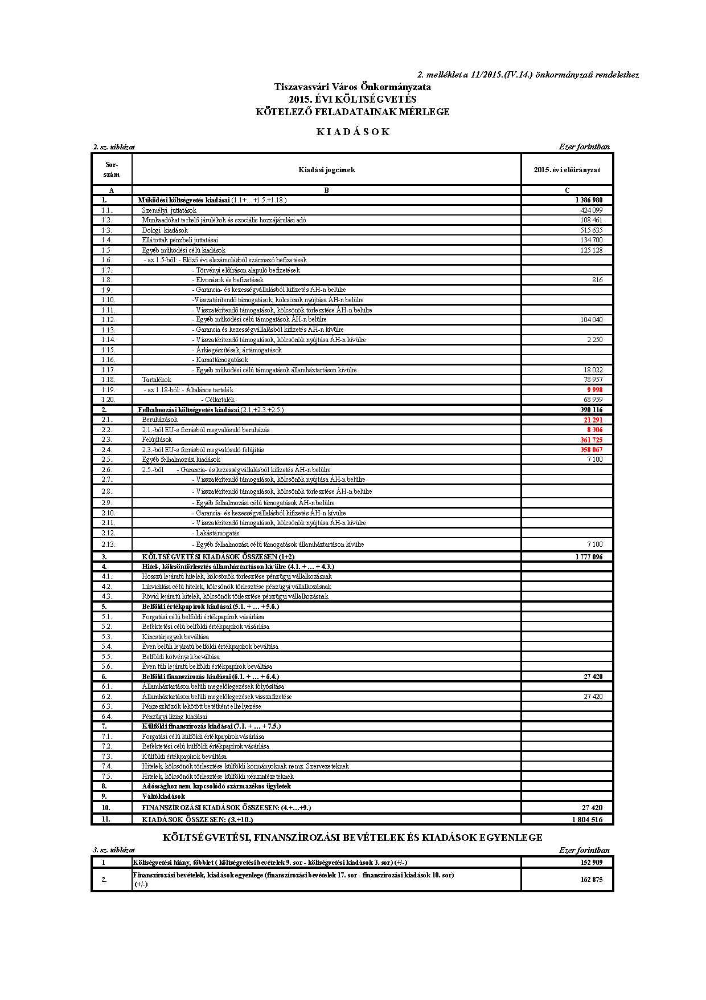 2. melléklet a 11/2015.(IV.14.) önkormányzati rendelethez
Tiszavasvári Város Önkormányzata
2015. ÉVI KÖLTSÉGVETÉS
KÖTELEZŐ FELADATAINAK MÉRLEGE
K I A D Á S O K
2. sz. táblázat Ezer forintban
Sor-szám Kiadási jogcímek 2015. évi előirányzat
A B C
1. Működési költségvetés kiadásai (1.1+…+1.5.+1.18.) 1 386 980
1.1. Személyi juttatások 424 099
1.2. Munkaadókat terhelő járulékok és szociális hozzájárulási adó 108 461
1.3. Dologi kiadások 515 635
1.4. Ellátottak pénzbeli juttatásai 134 700
1.5 Egyéb működési célú kiadások 125 128
1.6. - az 1.5-ből: - Előző évi elszámolásból származó befizetések
1.7. - Törvényi előíráson alapuló befizetések
1.8. - Elvonások és befizetések 816
1.9. - Garancia- és kezességvállalásból kifizetés ÁH-n belülre
1.10. -Visszatérítendő támogatások, kölcsönök nyújtása ÁH-n belülre
1.11. - Visszatérítendő támogatások, kölcsönök törlesztése ÁH-n belülre
1.12. - Egyéb működési célú támogatások ÁH-n belülre 104 040
1.13. - Garancia és kezességvállalásból kifizetés ÁH-n kívülre
1.14. - Visszatérítendő támogatások, kölcsönök nyújtása ÁH-n kívülre 2 250
1.15. - Árkiegészítések, ártámogatások
1.16. - Kamattámogatások
1.17. - Egyéb működési célú támogatások államháztartáson kívülre 18 022
1.18. Tartalékok 78 957
1.19. - az 1.18-ból: - Általános tartalék 9 998
1.20. - Céltartalék 68 959
2. Felhalmozási költségvetés kiadásai (2.1.+2.3.+2.5.) 390 116
2.1. Beruházások 21 291
2.2. 2.1.-ből EU-s forrásból megvalósuló beruházás 8 306
2.3. Felújítások 361 725
2.4. 2.3.-ból EU-s forrásból megvalósuló felújítás 358 067
2.5. Egyéb felhalmozási kiadások 7 100
2.6. 2.5.-ből - Garancia- és kezességvállalásból kifizetés ÁH-n belülre
2.7. - Visszatérítendő támogatások, kölcsönök nyújtása ÁH-n belülre
2.8. - Visszatérítendő támogatások, kölcsönök törlesztése ÁH-n belülre
2.9. - Egyéb felhalmozási célú támogatások ÁH-n belülre
2.10. - Garancia- és kezességvállalásból kifizetés ÁH-n kívülre
2.11. - Visszatérítendő támogatások, kölcsönök nyújtása ÁH-n kívülre
2.12. - Lakástámogatás
2.13. - Egyéb felhalmozási célú támogatások államháztartáson kívülre 7 100
3. KÖLTSÉGVETÉSI KIADÁSOK ÖSSZESEN (1+2) 1 777 096
4. Hitel-, kölcsöntörlesztés államháztartáson kívülre (4.1. + … + 4.3.)
4.1. Hosszú lejáratú hitelek, kölcsönök törlesztése pénzügyi vállalkozásnak
4.2. Likviditási célú hitelek, kölcsönök törlesztése pénzügyi vállalkozásnak
4.3. Rövid lejáratú hitelek, kölcsönök törlesztése pénzügyi vállalkozásnak
5. Belföldi értékpapírok kiadásai (5.1. + … + 5.6.)
5.1. Forgatási célú belföldi értékpapírok vásárlása
5.2. Befektetési célú belföldi értékpapírok vásárlása
5.3. Kincstárjegyek beváltása
5.4. Éven belüli lejáratú belföldi értékpapírok beváltása
5.5. Belföldi kötvények beváltása
5.6. Éven túli lejáratú belföldi értékpapírok beváltása
6. Belföldi finanszírozás kiadásai (6.1. + … + 6.4.) 27 420
6.1. Államháztartáson belüli megelőlegezések folyósítása
6.2. Államháztartáson belüli megelőlegezések visszafizetése 27 420
6.3. Pénzeszközök lekötött betétként elhelyezése
6.4. Pénzügyi lízing kiadásai
7. Külföldi finanszírozás kiadásai (7.1. + … + 7.5.)
7.1. Forgatási célú külföldi értékpapírok vásárlása
7.2. Befektetési célú külföldi értékpapírok vásárlása
7.3. Külföldi értékpapírok beváltása
7.4. Hitelek, kölcsönök törlesztése külföldi kormányoknak nemz. Szervezeteknek
7.5. Hitelek, kölcsönök törlesztése külföldi pénzintézeteknek
8. Adóssághoz nem kapcsolódó származékos ügyletek
9. Váltókiadások
10. FINANSZÍROZÁSI KIADÁSOK ÖSSZESEN: (4.+…+9.) 27 420
11. KIADÁSOK ÖSSZESEN: (3.+10.) 1 804 516
KÖLTSÉGVETÉSI, FINANSZÍROZÁSI BEVÉTELEK ÉS KIADÁSOK EGYENLEGE
3. sz. táblázat Ezer forintban
1 Költségvetési hiány, többlet ( költségvetési bevételek 9. sor - költségvetési kiadások 3. sor) (+/-) 152 909
2. Finanszírozási bevételek, kiadások egyenlege (finanszírozási bevételek 17. sor - finanszírozási kiadások 10. sor) 162 875
(+/-)